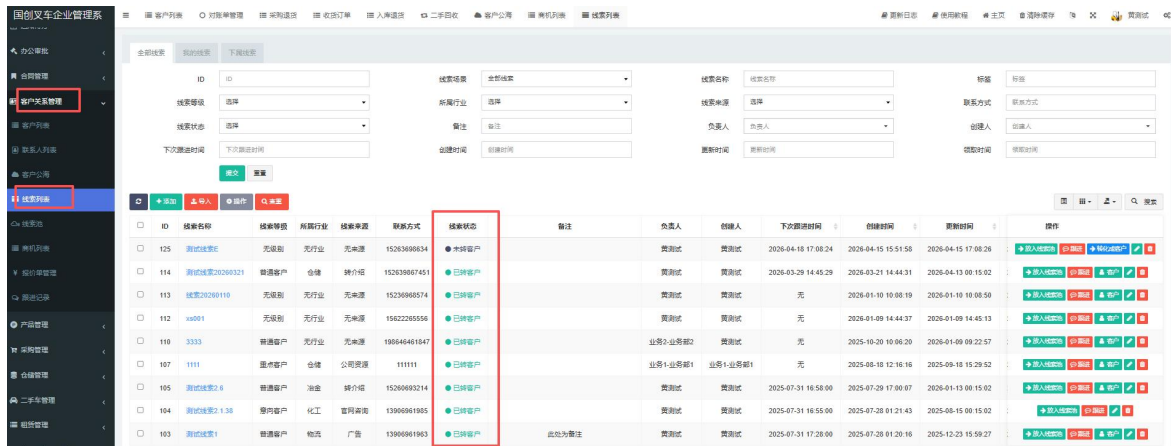 国创叉车企业管理系 客户列表 对账单管理 采购退货 收货订单 入库退货 二手回收 客户公海 商机列表 线索列表 更新日志 使用教程 主页 清除缓存 黄测试
办公审批
合同管理
客户关系管理
客户列表
联系人列表
客户公海
线索列表
线索池
商机列表
报价单管理
跟进记录
产品管理
采购管理
仓储管理
二手车管理
租赁管理
全部线索 我的线索 下属线索
ID ID 线索场景 全部线索 线索名称 线索名称 标签 标签
线索等级 选择 所属行业 选择 线索来源 选择 联系方式 联系方式
线索状态 选择 备注 备注 负责人 负责人 创建人 创建人
下次跟进时间 下次跟进时间 创建时间 创建时间 更新时间 更新时间 领取时间 领取时间
提交 重置
添加 导入 操作 查重 搜索
ID 线索名称 线索等级 所属行业 线索来源 联系方式 线索状态 备注 负责人 创建人 下次跟进时间 创建时间 更新时间 操作
125 测试线索E 无级别 无行业 无来源 15263698634 未转客户 黄测试 黄测试 2026-04-18 17:08:24 2026-04-15 15:51:58 2026-04-15 17:08:26 放入线索池 跟进 转化成客户
114 测试线索20260321 普通客户 仓储 转介绍 152639867451 已转客户 黄测试 黄测试 2026-03-29 14:45:29 2026-03-21 14:44:31 2026-04-13 00:15:02 放入线索池 跟进 客户
113 线索20260110 无级别 无行业 无来源 15236968574 已转客户 黄测试 黄测试 无 2026-01-10 10:08:19 2026-01-10 10:08:50 放入线索池 跟进 客户
112 xs001 无级别 无行业 无来源 15622265556 已转客户 黄测试 黄测试 无 2026-01-09 14:44:37 2026-01-09 14:45:13 放入线索池 跟进 客户
110 3333 普通客户 无行业 无来源 198646461847 已转客户 业务2-业务部2 黄测试 无 2025-10-20 10:06:20 2026-01-09 09:22:57 放入线索池 跟进 客户
107 1111 重点客户 仓储 公司资源 111111 已转客户 业务1-业务部1 业务1-业务部1 无 2025-08-18 12:16:16 2025-09-18 15:29:52 放入线索池 跟进 客户
105 测试线索2.6 普通客户 冶金 转介绍 15260693214 已转客户 黄测试 黄测试 2025-07-31 16:58:00 2025-07-29 17:00:07 2026-01-13 00:15:02 放入线索池 跟进 客户
104 测试线索2.1.38 意向客户 化工 官网咨询 13906961985 已转客户 黄测试 黄测试 2025-07-31 16:55:00 2025-07-28 01:21:43 2025-08-15 00:15:02 放入线索池 跟进
103 测试线索1 普通客户 物流 广告 13906961963 已转客户 此处为备注 黄测试 黄测试 2025-07-31 17:28:00 2025-07-28 01:20:16 2025-12-23 15:59:27 放入线索池 跟进 客户